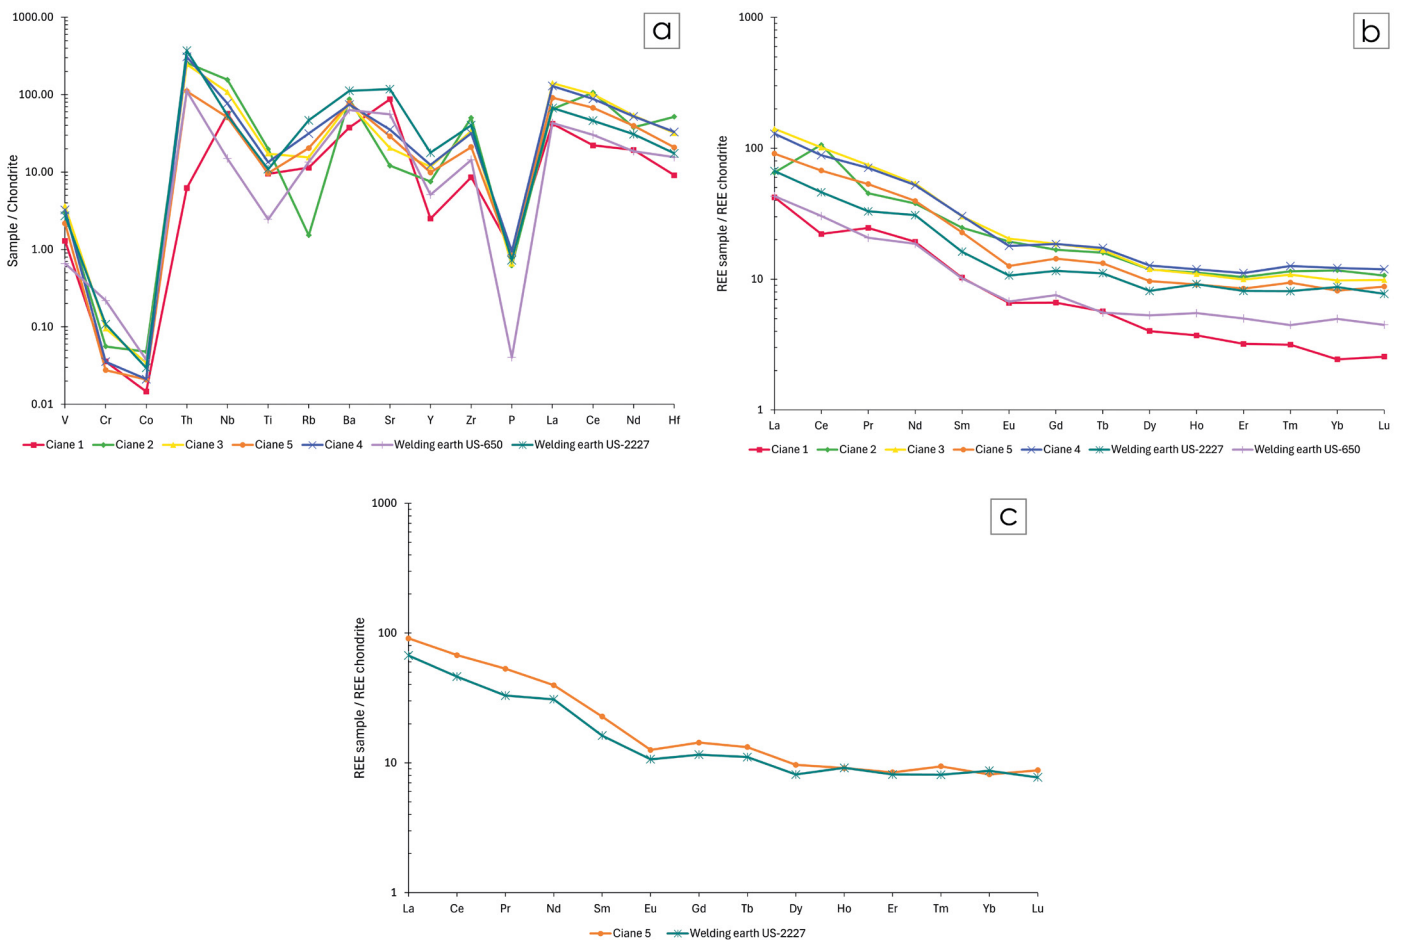 a
1000.00
100.00
10.00
1.00
0.10
0.01
Sample / Chondrite
V Cr Co Th Nb Ti Rb Ba Sr Y Zr P La Ce Nd Hf
Ciane 1 Ciane 2 Ciane 3 Ciane 5 Ciane 4 Welding earth US-650 Welding earth US-2227
b
1000
100
10
1
REE sample / REE chondrite
La Ce Pr Nd Sm Eu Gd Tb Dy Ho Er Tm Yb Lu
Ciane 1 Ciane 2 Ciane 3 Ciane 5 Ciane 4 Welding earth US-2227 Welding earth US-650
c
1000
100
10
1
REE sample / REE chondrite
La Ce Pr Nd Sm Eu Gd Tb Dy Ho Er Tm Yb Lu
Ciane 5 Welding earth US-2227